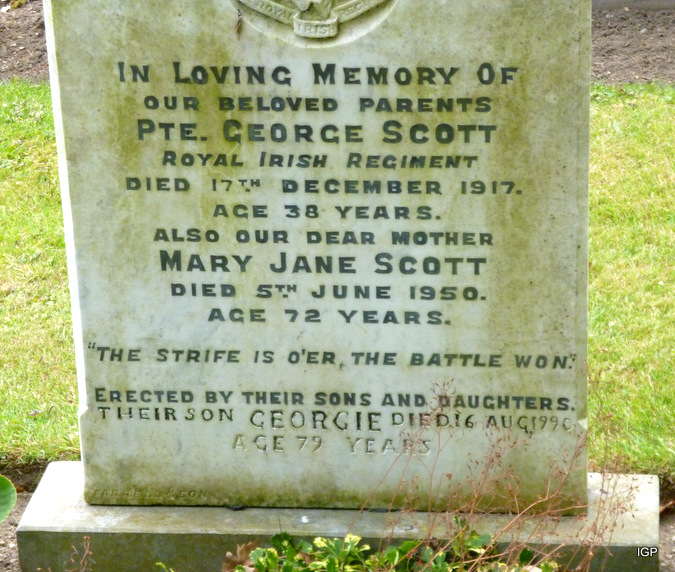 ROYAL IRISH
IN LOVING MEMORY OF
OUR BELOVED PARENTS
PTE. GEORGE SCOTT
ROYAL IRISH REGIMENT
DIED 17TH DECEMBER 1917.
AGE 38 YEARS.
ALSO OUR DEAR MOTHER
MARY JANE SCOTT
DIED 5TH JUNE 1950.
AGE 72 YEARS.
"THE STRIFE IS O'ER, THE BATTLE WON."
ERECTED BY THEIR SONS AND DAUGHTERS.
THEIR SON GEORGIE DIED 16 AUG 1990
AGE 79 YEARS
& SON
IGP